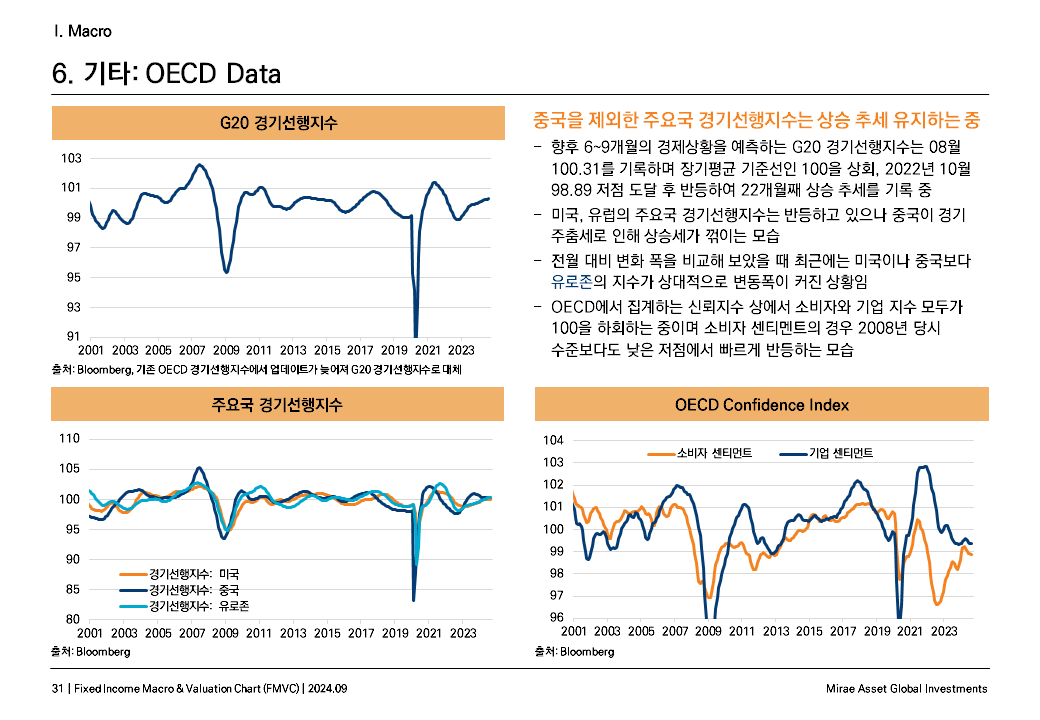 I. Macro
6. 기타: OECD Data
G20 경기선행지수
103
101
99
97
95
93
91
2001 2003 2005 2007 2009 2011 2013 2015 2017 2019 2021 2023
출처: Bloomberg, 기존 OECD 경기선행지수에서 업데이트가 늦어져 G20 경기선행지수로 대체
중국을 제외한 주요국 경기선행지수는 상승 추세 유지하는 중
– 향후 6~9개월의 경제상황을 예측하는 G20 경기선행지수는 08월
100.31를 기록하며 장기평균 기준선인 100을 상회, 2022년 10월
98.89 저점 도달 후 반등하여 22개월째 상승 추세를 기록 중
– 미국, 유럽의 주요국 경기선행지수는 반등하고 있으나 중국이 경기
주춤세로 인해 상승세가 꺾이는 모습
– 전월 대비 변화 폭을 비교해 보았을 때 최근에는 미국이나 중국보다
유로존의 지수가 상대적으로 변동폭이 커진 상황임
– OECD에서 집계하는 신뢰지수 상에서 소비자와 기업 지수 모두가
100을 하회하는 중이며 소비자 센티멘트의 경우 2008년 당시
수준보다도 낮은 저점에서 빠르게 반등하는 모습
주요국 경기선행지수
110
105
100
95
90
85
80
경기선행지수: 미국
경기선행지수: 중국
경기선행지수: 유로존
2001 2003 2005 2007 2009 2011 2013 2015 2017 2019 2021 2023
출처: Bloomberg
OECD Confidence Index
104
103
102
101
100
99
98
97
96
소비자 센티멘트 기업 센티멘트
2001 2003 2005 2007 2009 2011 2013 2015 2017 2019 2021 2023
출처: Bloomberg
31 | Fixed Income Macro & Valuation Chart (FMVC) | 2024.09
Mirae Asset Global Investments